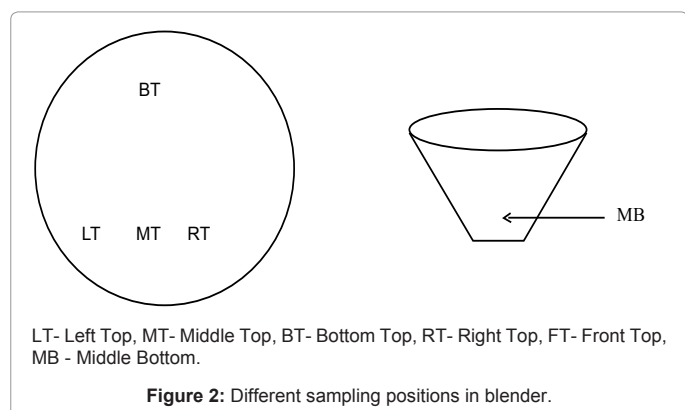 BT
LT MT RT
MB
LT- Left Top, MT- Middle Top, BT- Bottom Top, RT- Right Top, FT- Front Top,
MB - Middle Bottom.
Figure 2: Different sampling positions in blender.